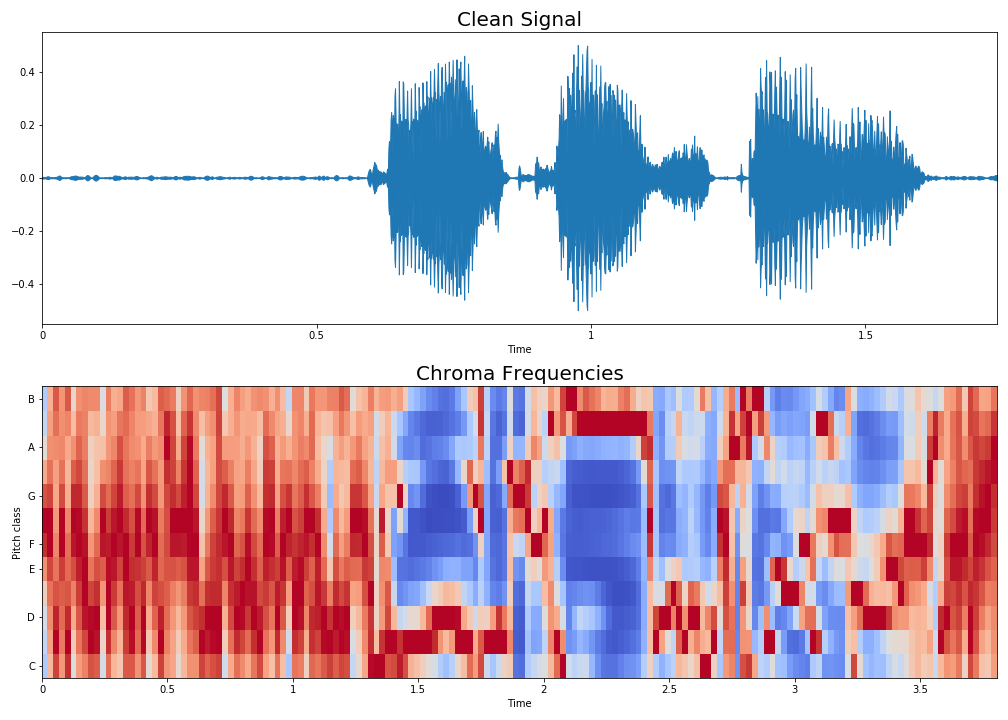 Clean Signal
0.4
0.2
0.0
−0.2
−0.4
0 0.5 1 1.5
Time
Chroma Frequencies
B
A
G
F
E
D
C
Pitch class
0 0.5 1 1.5 2 2.5 3 3.5
Time